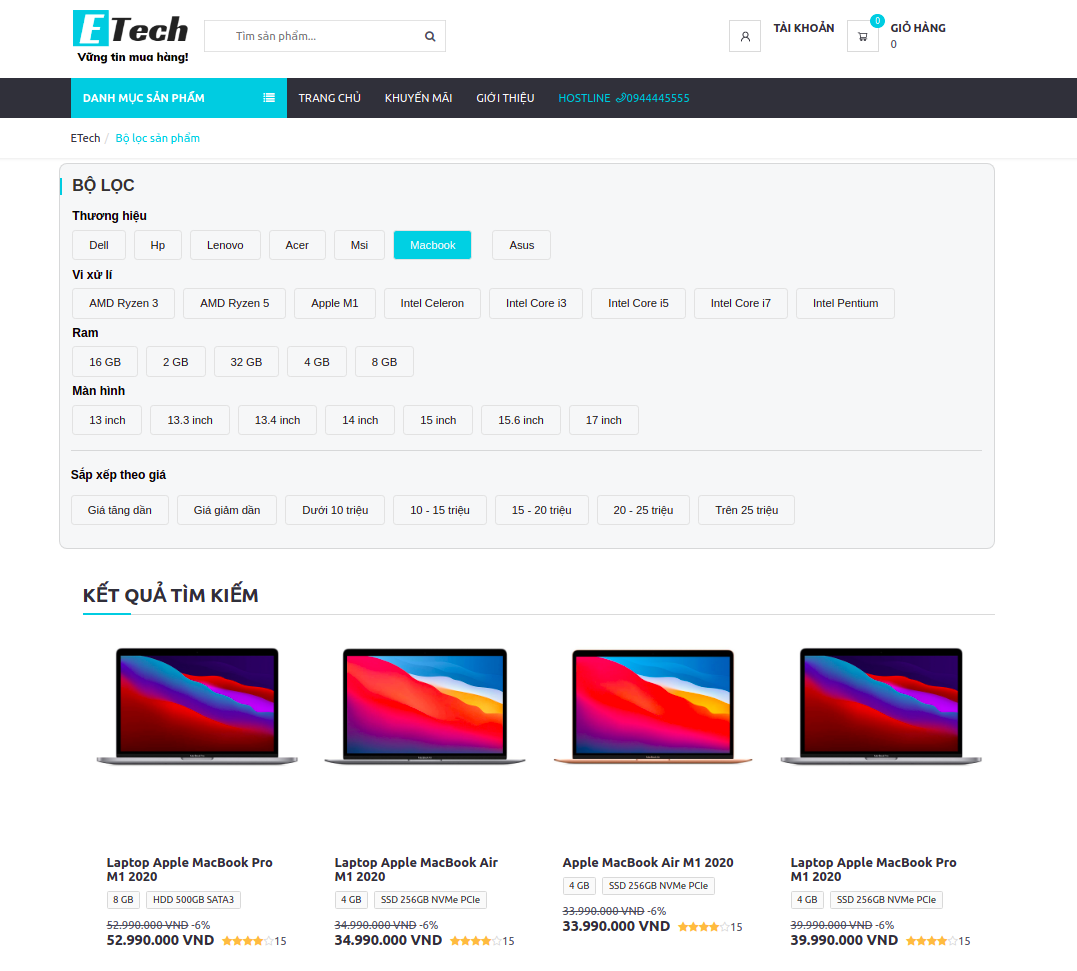 ETech
Vững tin mua hàng!
Tìm sản phẩm...
TÀI KHOẢN
0
GIỎ HÀNG
0
DANH MỤC SẢN PHẨM
TRANG CHỦ
KHUYẾN MÃI
GIỚI THIỆU
HOSTLINE 0944445555
ETech / Bộ lọc sản phẩm
BỘ LỌC
Thương hiệu
Dell Hp Lenovo Acer Msi Macbook Asus
Vi xử lí
AMD Ryzen 3 AMD Ryzen 5 Apple M1 Intel Celeron Intel Core i3 Intel Core i5 Intel Core i7 Intel Pentium
Ram
16 GB 2 GB 32 GB 4 GB 8 GB
Màn hình
13 inch 13.3 inch 13.4 inch 14 inch 15 inch 15.6 inch 17 inch
Sắp xếp theo giá
Giá tăng dần Giá giảm dần Dưới 10 triệu 10 - 15 triệu 15 - 20 triệu 20 - 25 triệu Trên 25 triệu
KẾT QUẢ TÌM KIẾM
Laptop Apple MacBook Pro
M1 2020
8 GB HDD 500GB SATA3
52.990.000 VND -6%
52.990.000 VND 15
Laptop Apple MacBook Air
M1 2020
4 GB SSD 256GB NVMe PCIe
34.990.000 VND -6%
34.990.000 VND 15
Apple MacBook Air M1 2020
4 GB SSD 256GB NVMe PCIe
33.990.000 VND -6%
33.990.000 VND 15
Laptop Apple MacBook Pro
M1 2020
4 GB SSD 256GB NVMe PCIe
39.990.000 VND -6%
39.990.000 VND 15